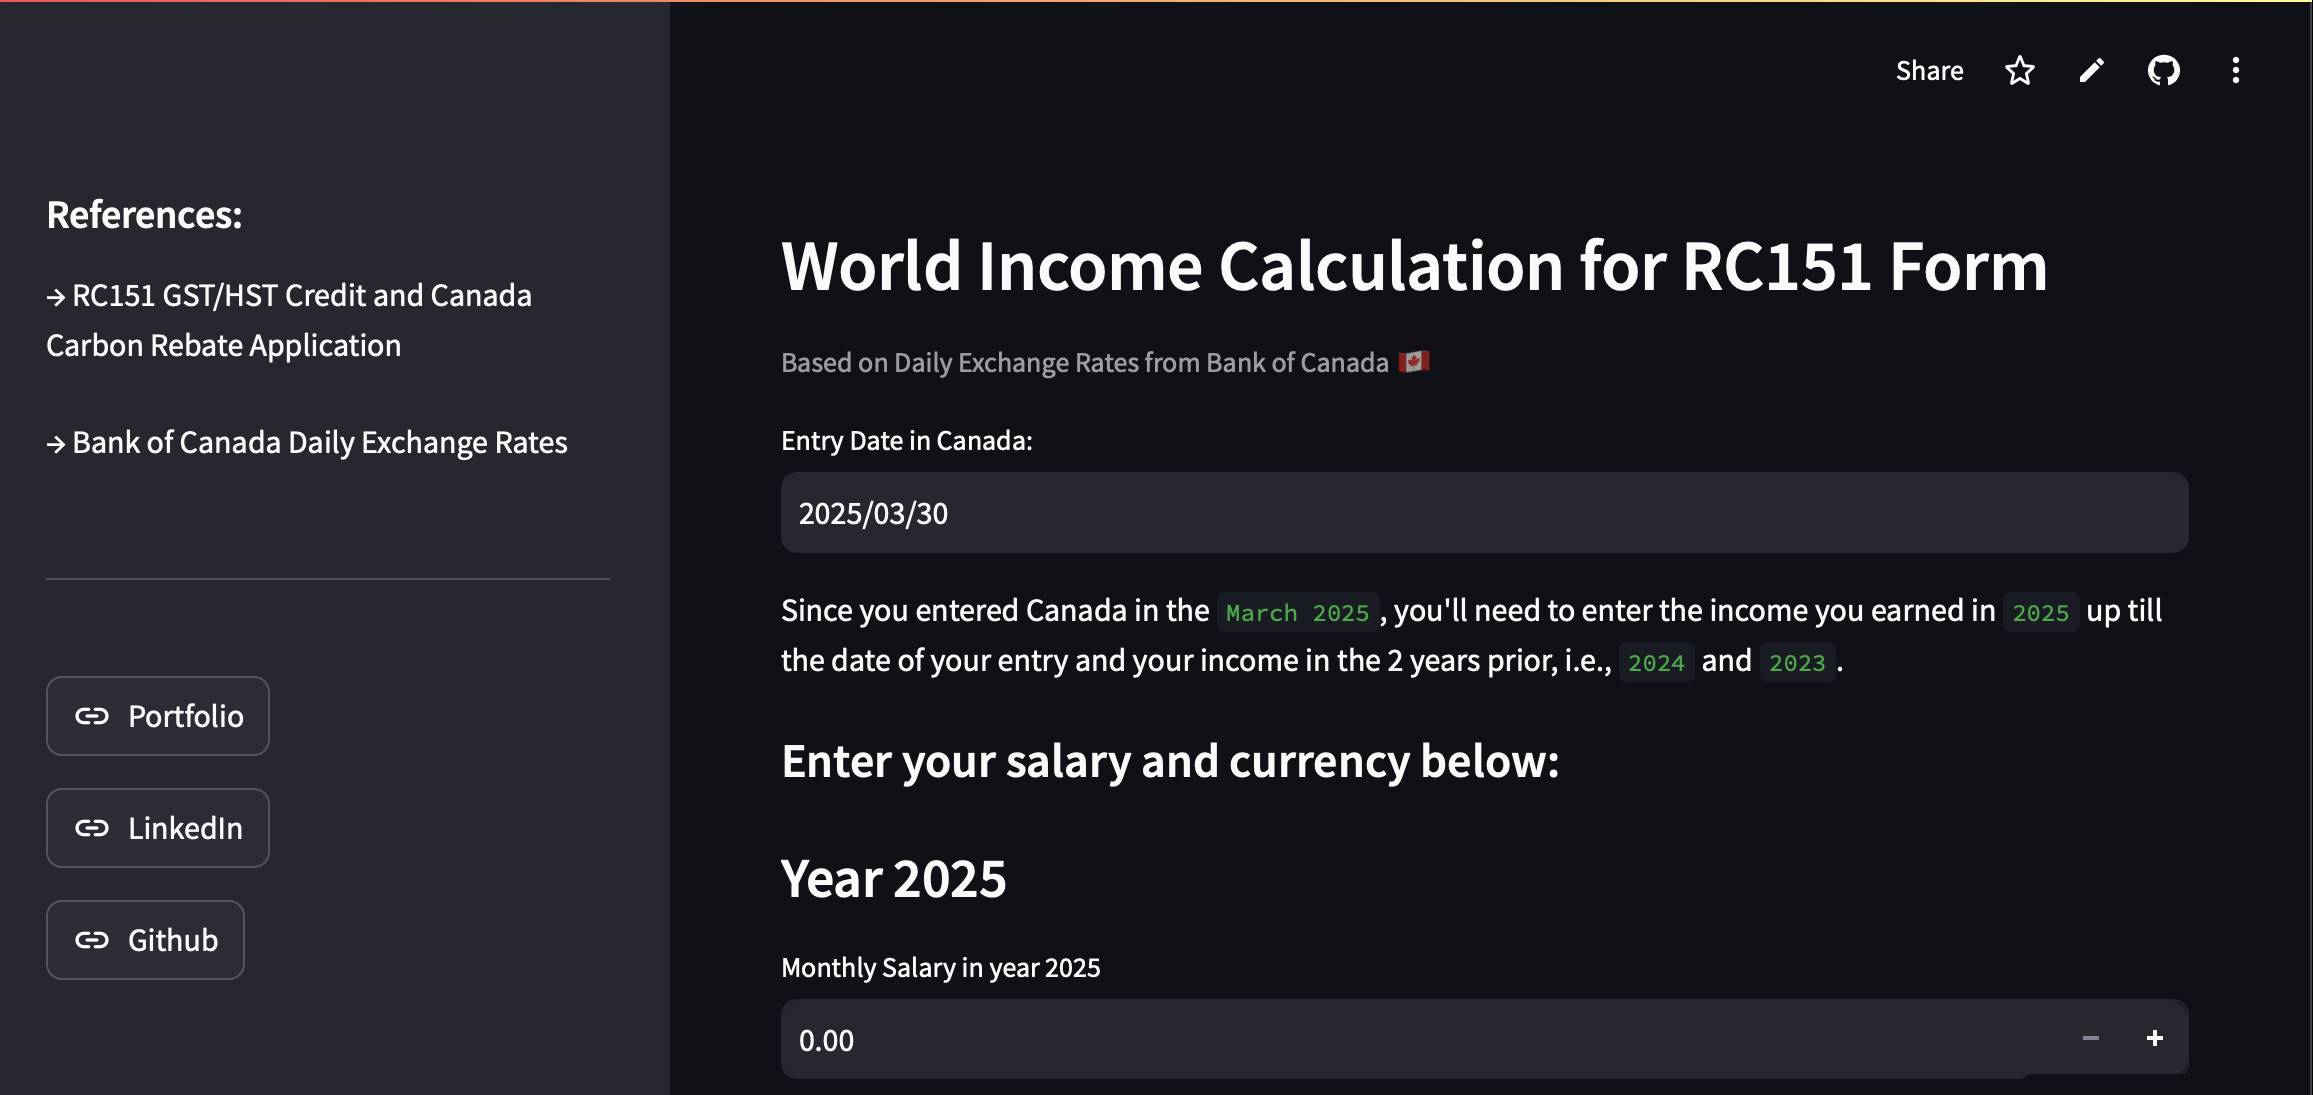 Share
References:
→ RC151 GST/HST Credit and Canada
Carbon Rebate Application
→ Bank of Canada Daily Exchange Rates
Portfolio
LinkedIn
Github
World Income Calculation for RC151 Form
Based on Daily Exchange Rates from Bank of Canada 🇨🇦
Entry Date in Canada:
2025/03/30
Since you entered Canada in the March 2025, you'll need to enter the income you earned in 2025 up till
the date of your entry and your income in the 2 years prior, i.e., 2024 and 2023.
Enter your salary and currency below:
Year 2025
Monthly Salary in year 2025
0.00